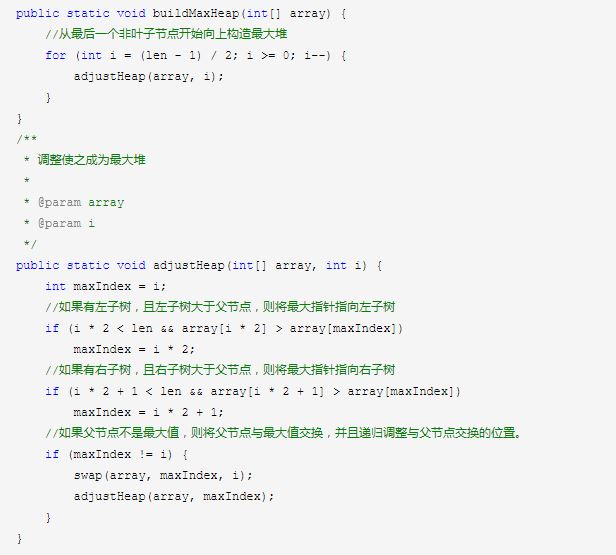 public static void buildMaxHeap(int[] array) {
    //从最后一个非叶子节点开始向上构造最大堆
    for (int i = (len - 1) / 2; i >= 0; i--) {
        adjustHeap(array, i);
    }
}
/**
 * 调整使之成为最大堆
 *
 * @param array
 * @param i
 */
public static void adjustHeap(int[] array, int i) {
    int maxIndex = i;
    //如果有左子树，且左子树大于父节点，则将最大指针指向左子树
    if (i * 2 < len && array[i * 2] > array[maxIndex])
        maxIndex = i * 2;
    //如果有右子树，且右子树大于父节点，则将最大指针指向右子树
    if (i * 2 + 1 < len && array[i * 2 + 1] > array[maxIndex])
        maxIndex = i * 2 + 1;
    //如果父节点不是最大值，则将父节点与最大值交换，并且递归调整与父节点交换的位置。
    if (maxIndex != i) {
        swap(array, maxIndex, i);
        adjustHeap(array, maxIndex);
    }
}